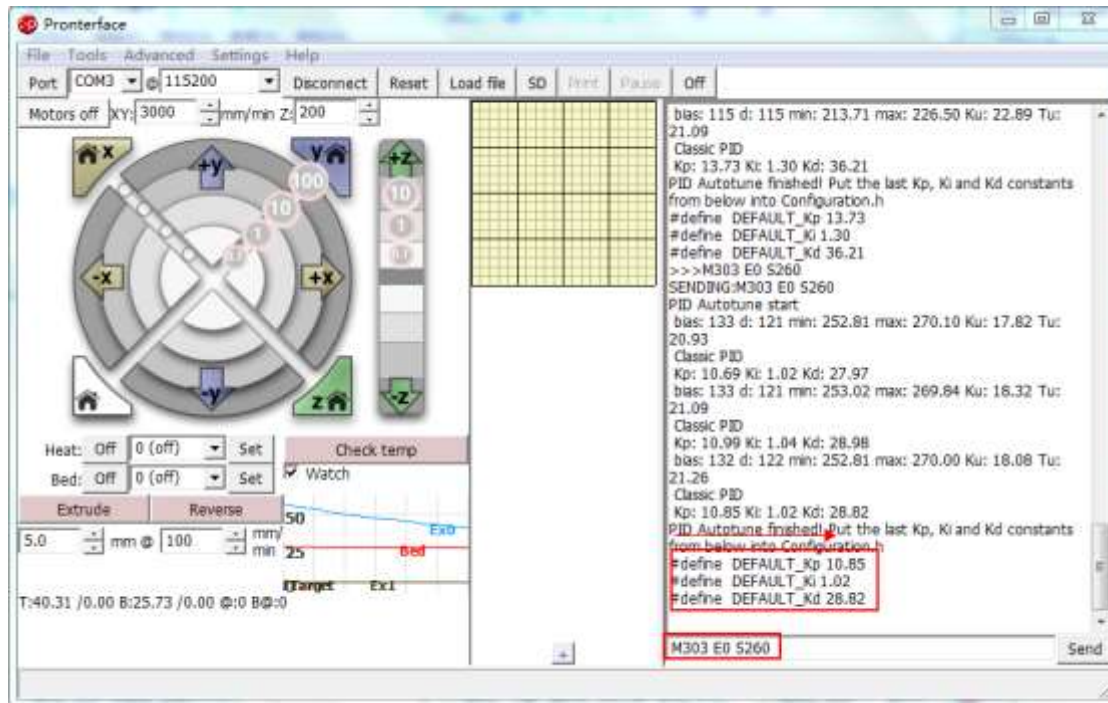 Pronterface
File Tools Advanced Settings Help
Port COM3 @ 115200 Disconnect Reset Load file SD Print Pause Off
Motors off XY: 3000 mm/min Z: 200
X
+y
y
100
10
1
+z
10
1
-x
+x
-y
z
-z
Heat: Off 0 (off) Set Check temp
Bed: Off 0 (off) Set Watch
Extrude Reverse
5.0 mm @ 100 mm/
min
50
Ex0
25
Bed
Target Ex1
T:40.31 /0.00 B:25.73 /0.00 @:0 B@:0
+
bias: 115 d: 115 min: 213.71 max: 226.50 Ku: 22.89 Tu:
21.09
Classic PID
Kp: 13.73 Ki: 1.30 Kd: 36.21
PID Autotune finished! Put the last Kp, Ki and Kd constants
from below into Configuration.h
#define DEFAULT_Kp 13.73
#define DEFAULT_Ki 1.30
#define DEFAULT_Kd 36.21
>>>M303 E0 S260
SENDING:M303 E0 S260
PID Autotune start
bias: 133 d: 121 min: 252.81 max: 270.10 Ku: 17.82 Tu:
20.93
Classic PID
Kp: 10.69 Ki: 1.02 Kd: 27.97
bias: 133 d: 121 min: 253.02 max: 269.84 Ku: 18.32 Tu:
21.09
Classic PID
Kp: 10.99 Ki: 1.04 Kd: 28.98
bias: 132 d: 122 min: 252.81 max: 270.00 Ku: 18.08 Tu:
21.26
Classic PID
Kp: 10.85 Ki: 1.02 Kd: 28.82
PID Autotune finished! Put the last Kp, Ki and Kd constants
from below into Configuration.h
#define DEFAULT_Kp 10.85
#define DEFAULT_Ki 1.02
#define DEFAULT_Kd 28.82
M303 E0 S260 Send